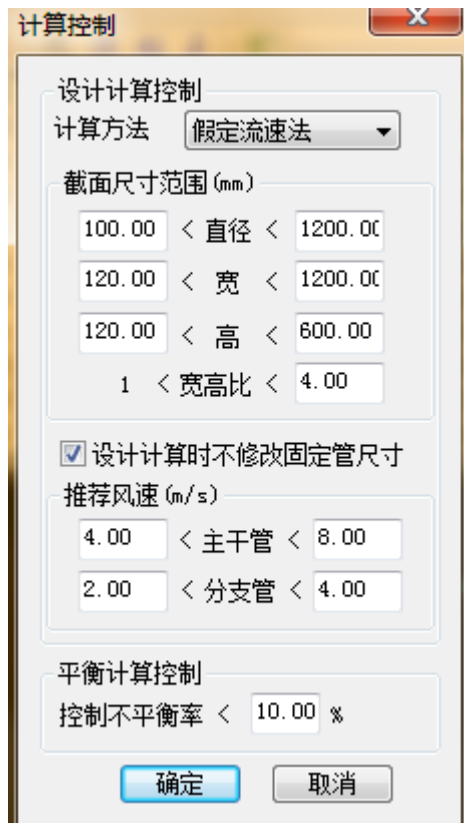 计算控制
设计计算控制
计算方法 假定流速法
截面尺寸范围(mm)
100.00 < 直径 < 1200.00
120.00 < 宽 < 1200.00
120.00 < 高 < 600.00
1 < 宽高比 < 4.00
设计计算时不修改固定管尺寸
推荐风速(m/s)
4.00 < 主干管 < 8.00
2.00 < 分支管 < 4.00
平衡计算控制
控制不平衡率 < 10.00 %
确定 取消